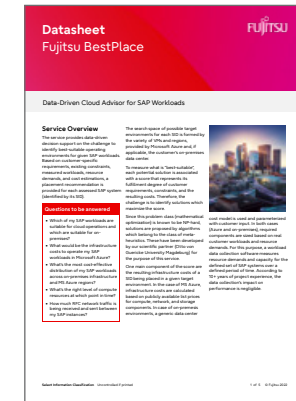 Datasheet
Fujitsu BestPlace
FUJITSU
Data-Driven Cloud Advisor for SAP Workloads
Service Overview
The service provides data-driven
decision support on the challenge to
identify best-suitable operating
environments for given SAP workloads.
Based on customer-specific
requirements, existing constraints,
measured workloads, resource
demands, and cost estimations, a
placement recommendation is
provided for each assessed SAP system
(identified by its SID).
Questions to be answered
• Which of my SAP workloads are
suitable for cloud operations and
which are suitable for on-
premises?
• What would be the infrastructure
costs to operate my SAP
workloads in Microsoft Azure?
• What's the most cost-effective
distribution of my SAP workloads
across on-premises infrastructure
and Microsoft Azure?
• What's the right level of compute
resources at which point in time?
• How much RFC network traffic is
being received and sent between
my SAP instances?
The search-space of possible target
environments for each SID is formed by
the variety of VMs and regions,
provided by Microsoft Azure and, if
applicable, the customer's on-premises
data center.
To measure what is "best-suitable",
each potential solution is associated
with a score that represents its
fulfillment degree of customer
requirements, constraints, and the
resulting costs. Therefore, the
challenge is to identify solutions which
maximize the score.
Since this problem class (mathematical
optimization) is known to be NP-hard,
solutions are proposed by algorithms
which belong to the class of meta-
heuristics. These have been developed
by our scientific partner (Otto von
Guericke University Magdeburg) for
the purpose of this service.
One main component of the score are
the resulting infrastructure costs of a
SID being placed in a given target
environment. In the case of MS Azure,
infrastructure costs are calculated
based on publicly available list prices
for compute, network, and storage
components. In case of on-premises
environments, a generic data center
cost model is used and parameterized
with customer input. In both cases
(Azure and on-premises), required
components are sized based on real
customer workloads and resource
demands. For this purpose, a workload
data collection software measures
resource demands and capacity for the
defined set of SAP systems over a
defined period of time. According to
10+ years of project experience, the
data collection's impact on
performance is negligible.
1 of 5 © Fujitsu 2022